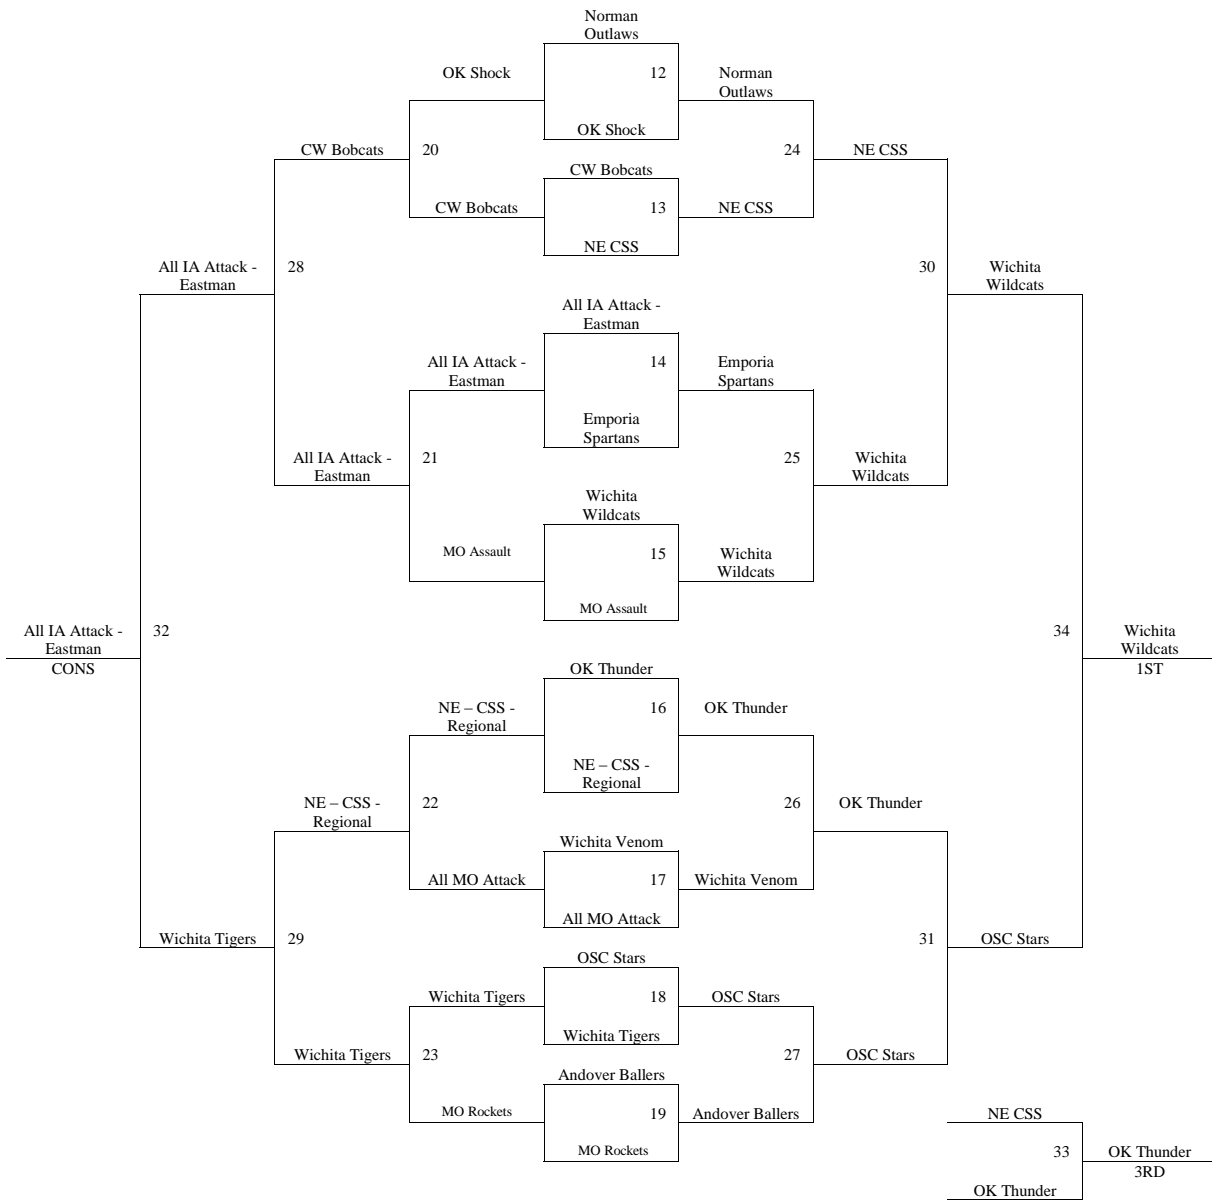 Norman
Outlaws
OK Shock
12
Norman
Outlaws
OK Shock
CW Bobcats
20
24
NE CSS
CW Bobcats
CW Bobcats
13
NE CSS
NE CSS
All IA Attack -
Eastman
28
30
Wichita
Wildcats
All IA Attack -
Eastman
All IA Attack -
Eastman
14
Emporia
Spartans
Emporia
Spartans
All IA Attack -
Eastman
21
25
Wichita
Wildcats
Wichita
Wildcats
MO Assault
15
Wichita
Wildcats
MO Assault
All IA Attack -
Eastman
CONS
32
34
Wichita
Wildcats
1ST
OK Thunder
NE – CSS -
Regional
16
OK Thunder
NE – CSS -
Regional
NE – CSS -
Regional
22
26
OK Thunder
Wichita Venom
All MO Attack
17
Wichita Venom
All MO Attack
Wichita Tigers
29
31
OSC Stars
OSC Stars
Wichita Tigers
18
OSC Stars
Wichita Tigers
Wichita Tigers
23
27
OSC Stars
Andover Ballers
MO Rockets
19
Andover Ballers
MO Rockets
NE CSS
33
OK Thunder
3RD
OK Thunder